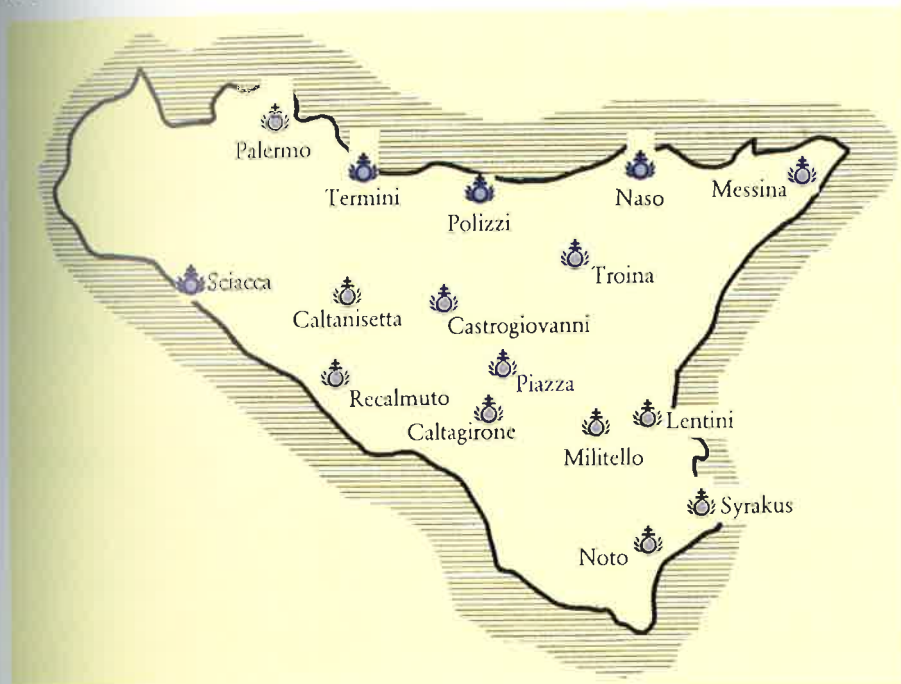 Palermo
Termini
Polizzi
Naso
Messina
Sciacca
Troina
Caltanisetta
Castrogiovanni
Piazza
Recalmuto
Caltagirone
Lentini
Militello
Syrakus
Noto